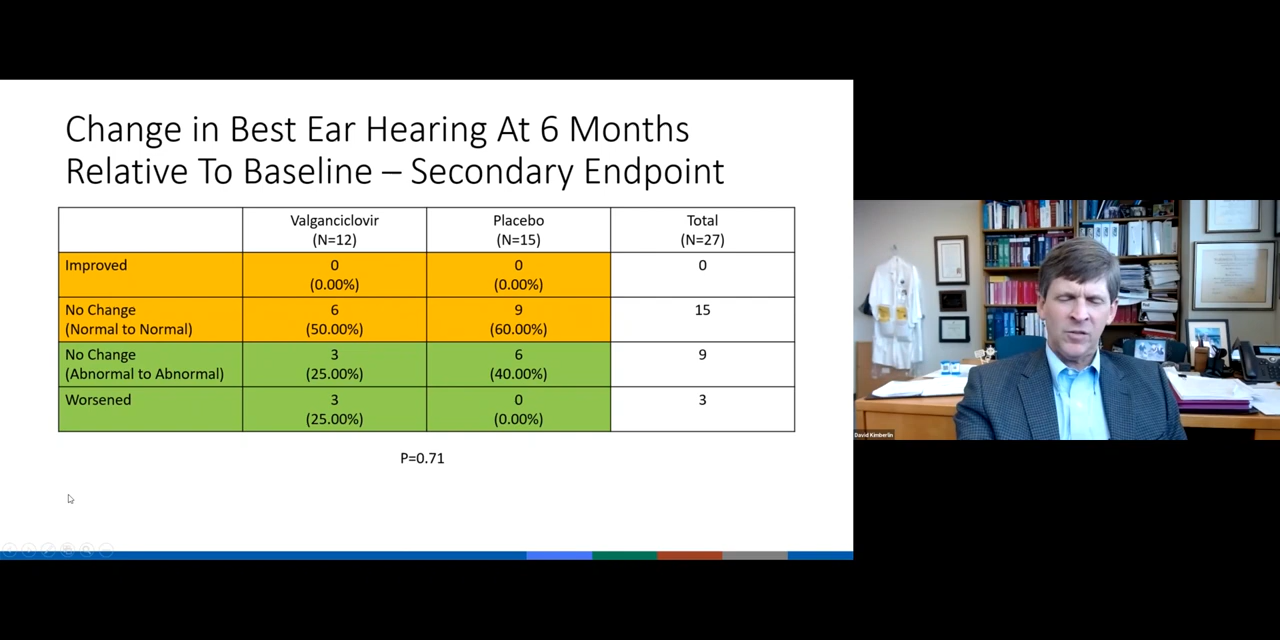 Change in Best Ear Hearing At 6 Months
Relative To Baseline – Secondary Endpoint
Valganciclovir
(N=12)
Placebo
(N=15)
Total
(N=27)
Improved
0
(0.00%)
0
(0.00%)
0
No Change
(Normal to Normal)
6
(50.00%)
9
(60.00%)
15
No Change
(Abnormal to Abnormal)
3
(25.00%)
6
(40.00%)
9
Worsened
3
(25.00%)
0
(0.00%)
3
P=0.71
David Kimberlin